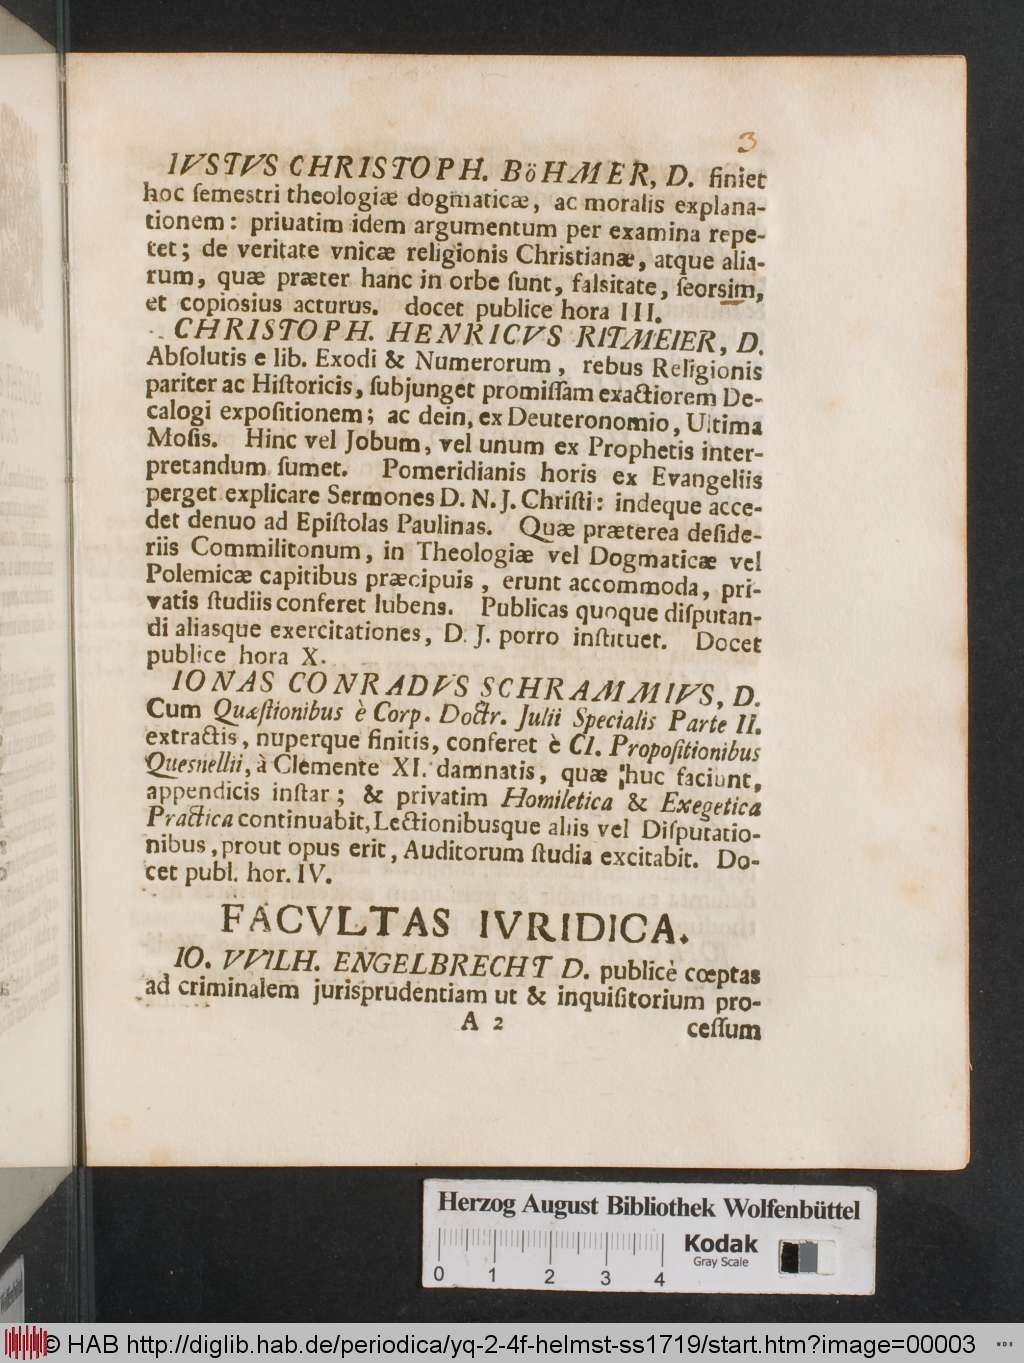 3
IVSTVS CHRISTOPH. BöHMER, D. finiet
hoc ſemestri theologiæ dogmaticæ, ac moralis explana-
tionem: priuatim idem argumentum per examina repe-
tet; de veritate vnicæ religionis Christianæ, atque alia-
rum, quæ præter hanc in orbe ſunt, falsitate, ſeorsim,
et copiosius acturus. docet publice hora III.
CHRISTOPH. HENRICVS RITMEIER, D.
Abſolutis e lib. Exodi & Numerorum, rebus Religionis
pariter ac Hiſtoricis, ſubjunget promiſſam exactiorem De-
calogi expoſitionem; ac dein, ex Deuteronomio, Ultima
Moſis. Hinc vel Jobum, vel unum ex Prophetis inter-
pretandum ſumet. Pomeridianis horis ex Evangeliis
perget explicare Sermones D. N. J. Chriſti: indeque acce-
det denuo ad Epiſtolas Paulinas. Quæ præterea deſide-
riis Commilitonum, in Theologiæ vel Dogmaticæ vel
Polemicæ capitibus præcipuis, erunt accommoda, pri-
vatis ſtudiis conferet lubens. Publicas quoque diſputan-
di aliasque exercitationes, D. J. porro inſtituet. Docet
publice hora X.
IONAS CONRADVS SCHRAMMIVS, D.
Cum Quæſtionibus è Corp. Doctr. Julii Specialis Parte II.
extractis, nuperque finitis, conferet è Cl. Propoſitionibus
Quesnellii, à Clemente XI. damnatis, quæ huc faciunt,
appendicis inſtar; & privatim Homiletica & Exegetica
Practica continuabit, Lectionibusque aliis vel Diſputatio-
nibus, prout opus erit, Auditorum ſtudia excitabit. Do-
cet publ. hor. IV.
FACVLTAS IVRIDICA.
IO. VVILH. ENGELBRECHT D. publicè cœptas
ad criminalem jurisprudentiam ut & inquiſitorium pro-
A 2 ceſſum
Herzog August Bibliothek Wolfenbüttel
Kodak
Gray Scale
0 1 2 3 4
© HAB http://diglib.hab.de/periodica/yq-2-4f-helmst-ss1719/start.htm?image=00003